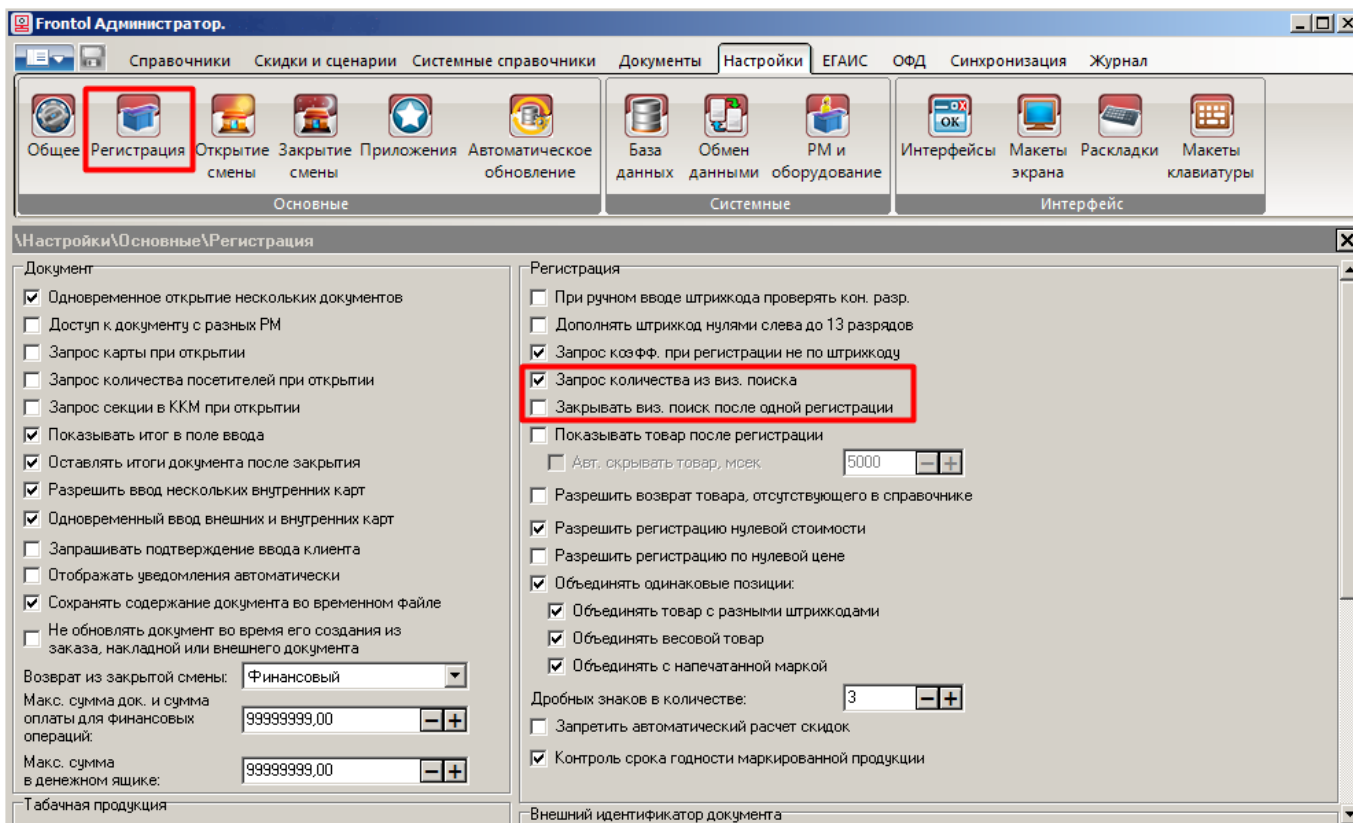 Frontol Администратор.
Справочники Скидки и сценарии Системные справочники Документы Настройки ЕГАИС ОФД Синхронизация Журнал
Общее Регистрация Открытие смены Закрытие смены Приложения Автоматическое обновление База данных Обмен данными РМ и оборудование Интерфейсы Макеты экрана Раскладки Макеты клавиатуры
OK
Основные Системные Интерфейс
\Настройки\Основные\Регистрация
Документ
Одновременное открытие нескольких документов
Доступ к документу с разных РМ
Запрос карты при открытии
Запрос количества посетителей при открытии
Запрос секции в ККМ при открытии
Показывать итог в поле ввода
Оставлять итоги документа после закрытия
Разрешить ввод нескольких внутренних карт
Одновременный ввод внешних и внутренних карт
Запрашивать подтверждение ввода клиента
Отображать уведомления автоматически
Сохранять содержание документа во временном файле
Не обновлять документ во время его создания из
заказа, накладной или внешнего документа
Возврат из закрытой смены: Финансовый
Макс. сумма док. и сумма
оплаты для финансовых
операций:
99999999,00
Макс. сумма
в денежном ящике:
99999999,00
Табачная продукция
Регистрация
При ручном вводе штрихкода проверять кон. разр.
Дополнять штрихкод нулями слева до 13 разрядов
Запрос коэфф. при регистрации не по штрихкоду
Запрос количества из виз. поиска
Закрывать виз. поиск после одной регистрации
Показывать товар после регистрации
Авт. скрывать товар, мсек 5000
Разрешить возврат товара, отсутствующего в справочнике
Разрешить регистрацию нулевой стоимости
Разрешить регистрацию по нулевой цене
Объединять одинаковые позиции:
Объединять товар с разными штрихкодами
Объединять весовой товар
Объединять с напечатанной маркой
Дробных знаков в количестве: 3
Запретить автоматический расчет скидок
Контроль срока годности маркированной продукции
Внешний идентификатор документа